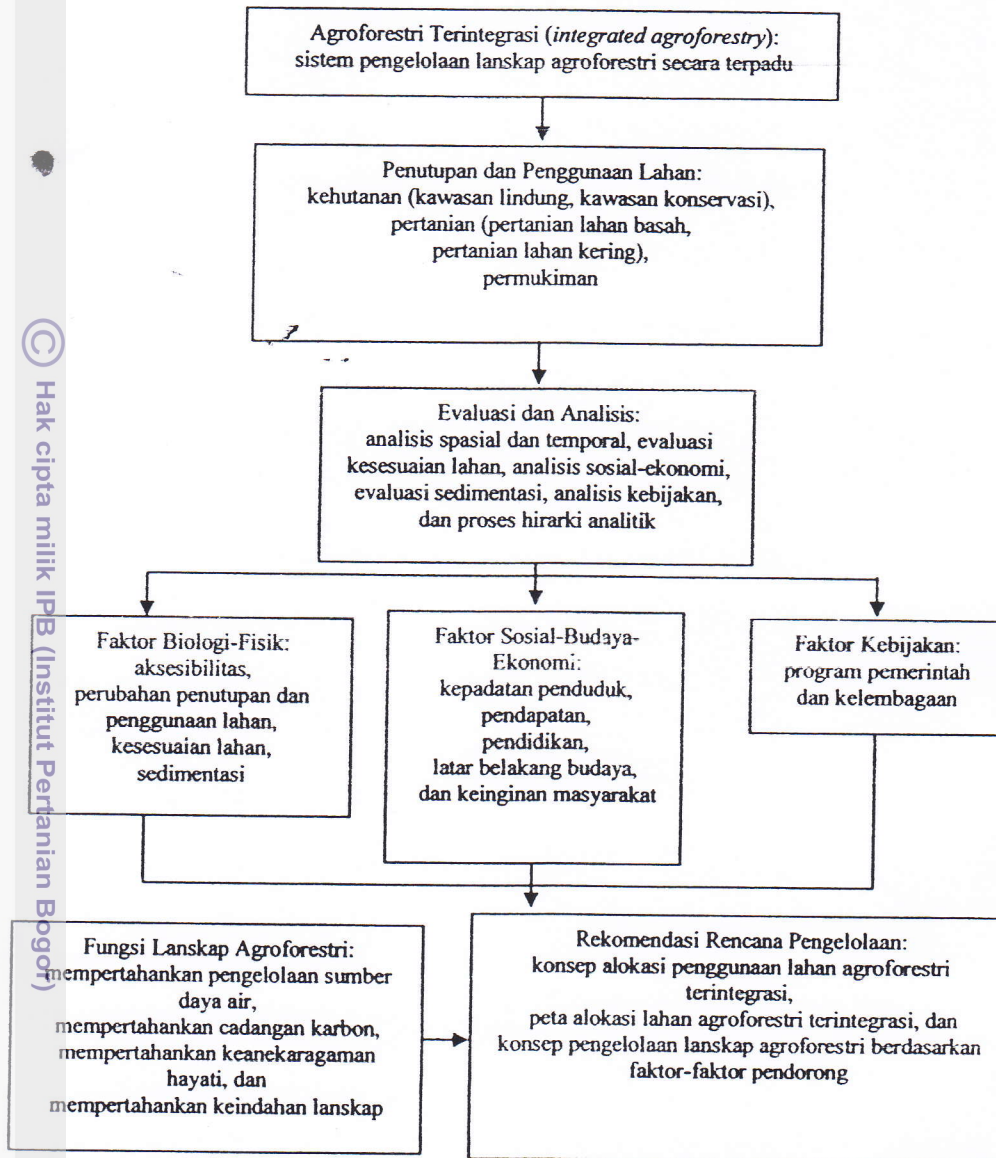 Agroforestri Terintegrasi (integrated agroforestry):
sistem pengelolaan lanskap agroforestri secara terpadu
Penutupan dan Penggunaan Lahan:
kehutanan (kawasan lindung, kawasan konservasi),
pertanian (pertanian lahan basah,
pertanian lahan kering),
permukiman
Evaluasi dan Analisis:
analisis spasial dan temporal, evaluasi
kesesuaian lahan, analisis sosial-ekonomi,
evaluasi sedimentasi, analisis kebijakan,
dan proses hirarki analitik
Faktor Biologi-Fisik:
aksesibilitas,
perubahan penutupan dan
penggunaan lahan,
kesesuaian lahan,
sedimentasi
Faktor Sosial-Budaya-
Ekonomi:
kepadatan penduduk,
pendapatan,
pendidikan,
latar belakang budaya,
dan keinginan masyarakat
Faktor Kebijakan:
program pemerintah
dan kelembagaan
Fungsi Lanskap Agroforestri:
mempertahankan pengelolaan sumber
daya air,
mempertahankan cadangan karbon,
mempertahankan keanekaragaman
hayati, dan
mempertahankan keindahan lanskap
Rekomendasi Rencana Pengelolaan:
konsep alokasi penggunaan lahan agroforestri
terintegrasi,
peta alokasi lahan agroforestri terintegrasi, dan
konsep pengelolaan lanskap agroforestri berdasarkan
faktor-faktor pendorong
© Hak cipta milik IPB (Institut Pertanian Bogor)